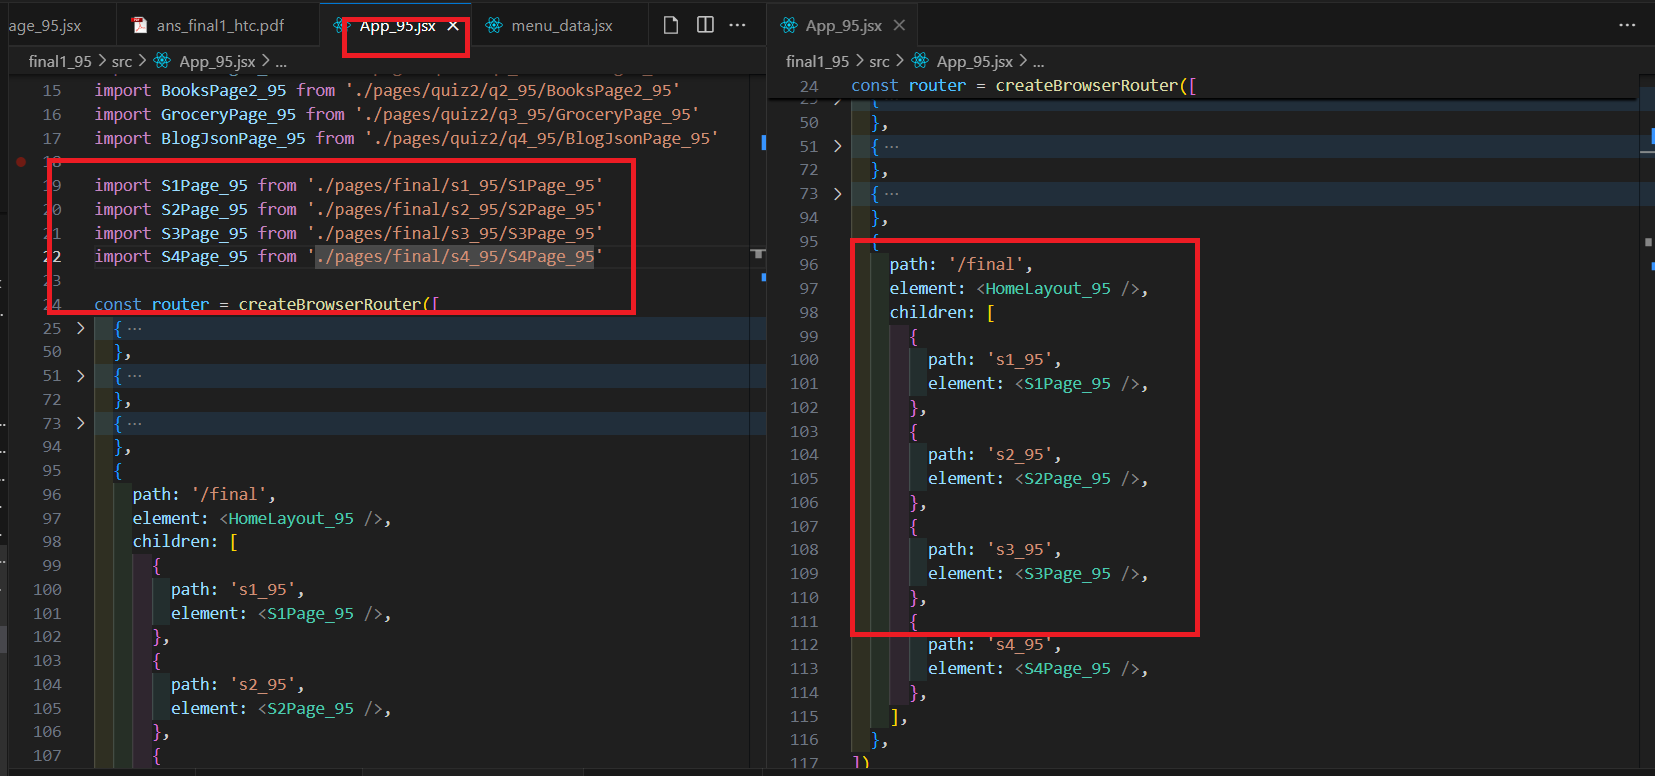 age_95.jsx
ans_final1_htc.pdf
App_95.jsx
menu_data.jsx
final1_95 > src > App_95.jsx > ...
15 import BooksPage2_95 from './pages/quiz2/q2_95/BooksPage2_95'
16 import GroceryPage_95 from './pages/quiz2/q3_95/GroceryPage_95'
17 import BlogJsonPage_95 from './pages/quiz2/q4_95/BlogJsonPage_95'
18
19 import S1Page_95 from './pages/final/s1_95/S1Page_95'
20 import S2Page_95 from './pages/final/s2_95/S2Page_95'
21 import S3Page_95 from './pages/final/s3_95/S3Page_95'
22 import S4Page_95 from './pages/final/s4_95/S4Page_95'
23
24 const router = createBrowserRouter([
25 > { ...
50 },
51 > { ...
72 },
73 > { ...
94 },
95 {
96 path: '/final',
97 element: <HomeLayout_95 />,
98 children: [
99 {
100 path: 's1_95',
101 element: <S1Page_95 />,
102 },
103 {
104 path: 's2_95',
105 element: <S2Page_95 />,
106 },
107 {
App_95.jsx
final1_95 > src > App_95.jsx > ...
24 const router = createBrowserRouter([
50 },
51 > { ...
72 },
73 > { ...
94 },
95 {
96 path: '/final',
97 element: <HomeLayout_95 />,
98 children: [
99 {
100 path: 's1_95',
101 element: <S1Page_95 />,
102 },
103 {
104 path: 's2_95',
105 element: <S2Page_95 />,
106 },
107 {
108 path: 's3_95',
109 element: <S3Page_95 />,
110 },
111 {
112 path: 's4_95',
113 element: <S4Page_95 />,
114 },
115 ],
116 },
117 ])